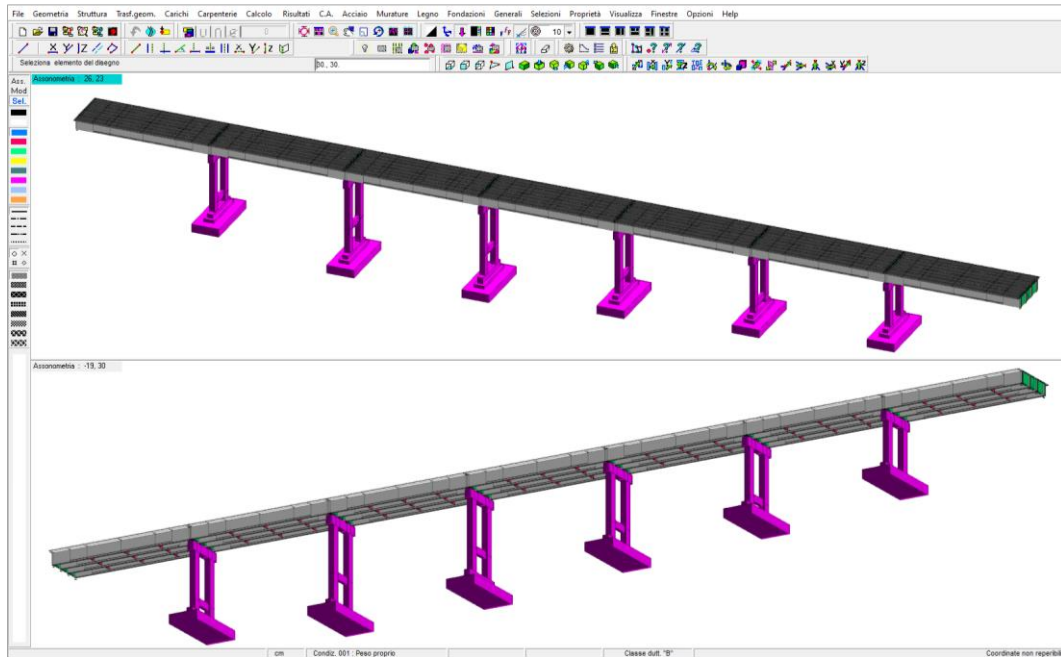 File Geometria Struttura Trasf.geom. Carichi Carpenterie Calcolo Risultati C.A. Acciaio Murature Legno Fondazioni Generali Selezioni Proprietà Visualizza Finestre Opzioni Help
0 10
Seleziona elemento del disegno 30., 30.
Ass. Assonometria : 26, 23
Mod
Sel.
Assonometria : -19, 30
cm Condiz. 001 : Peso proprio Classe dutt. "B" Coordinate non reperibili